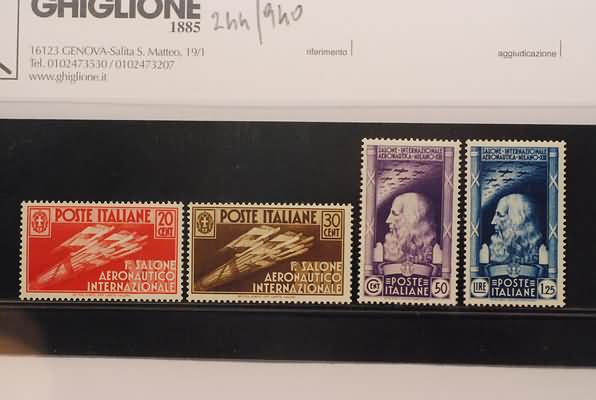 GHIGLIONE
1885
244/940
16123 GENOVA-Salita S. Matteo, 19/1
Tel. 0102473530 / 0102473207
www.ghiglione.it
riferimento
aggiudicazione
POSTE ITALIANE
20
CENT
I° SALONE
AERONAUTICO
INTERNAZIONALE
POSTE ITALIANE
30
CENT
I° SALONE
AERONAUTICO
INTERNAZIONALE
SALONE·INTERNAZIONALE
AERONAUTICA·MILANO·XIII
CEN.
POSTE
ITALIANE
50
SALONE·INTERNAZIONALE
AERONAUTICA·MILANO·XIII
LIRE
POSTE
ITALIANE
1.25